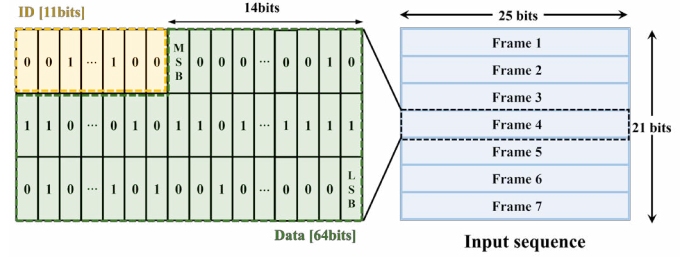 ID [11bits]
14bits
25 bits
0 0 1 ... 1 0 0 MSB 0 0 0 ... 0 0 1 0
1 1 0 ... 0 1 0 1 1 0 1 ... 1 1 1 1
0 1 0 ... 1 0 1 0 0 1 0 ... 0 0 0 LSB
Data [64bits]
Frame 1
Frame 2
Frame 3
Frame 4
Frame 5
Frame 6
Frame 7
21 bits
Input sequence